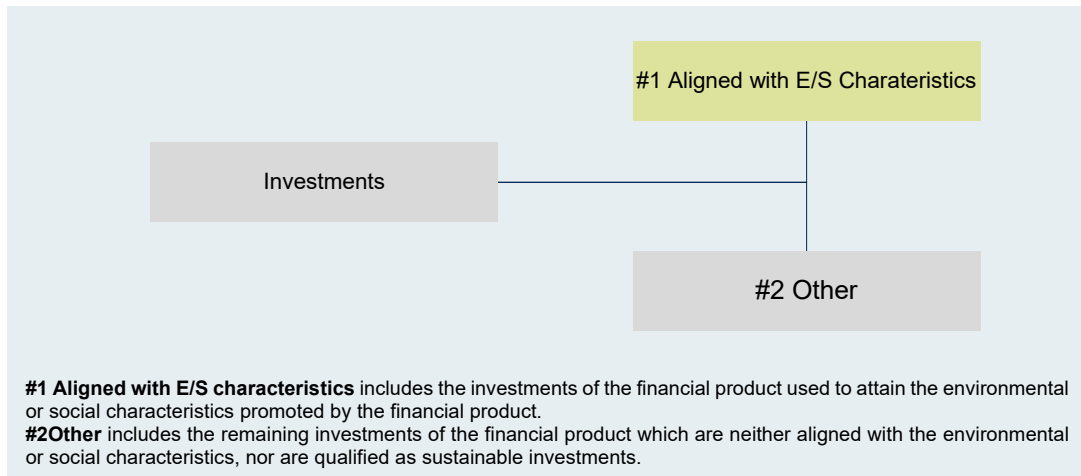 #1 Aligned with E/S Charateristics
Investments
#2 Other
#1 Aligned with E/S characteristics includes the investments of the financial product used to attain the environmental
or social characteristics promoted by the financial product.
#2Other includes the remaining investments of the financial product which are neither aligned with the environmental
or social characteristics, nor are qualified as sustainable investments.